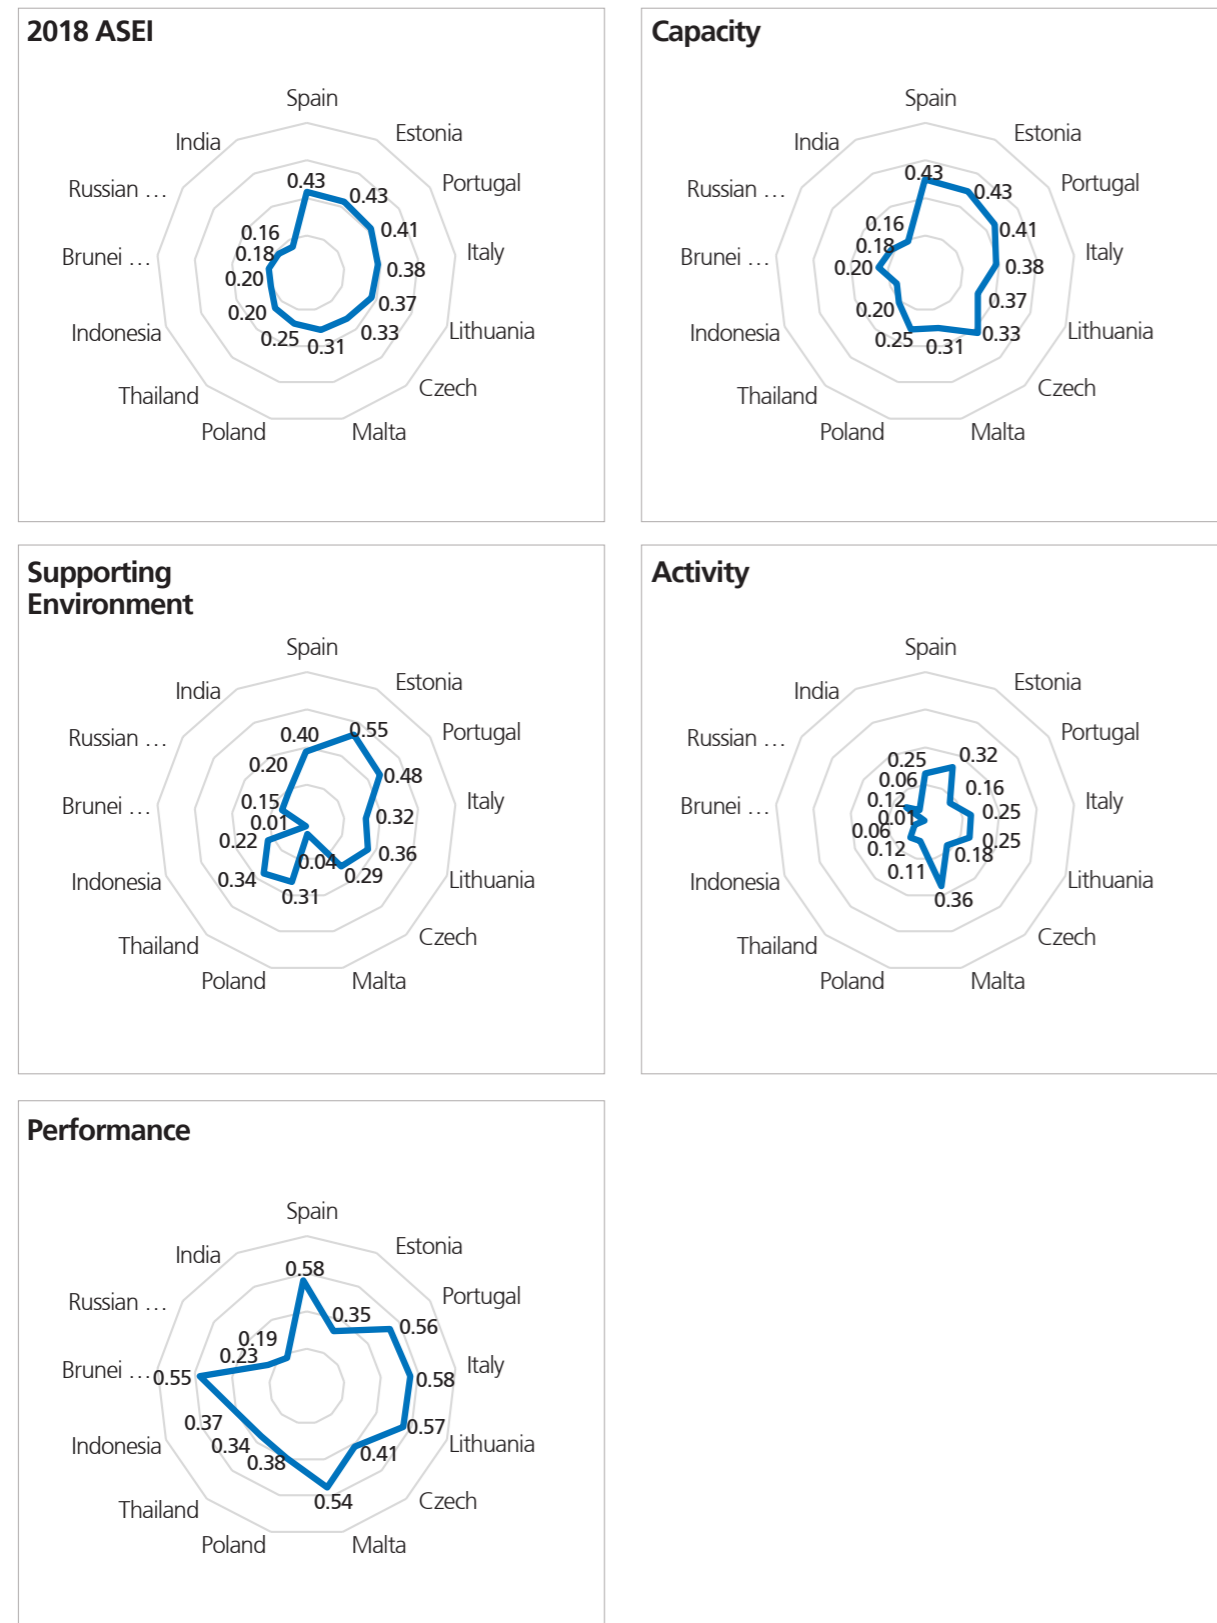 2018 ASEI
Spain
Estonia
Portugal
Italy
Lithuania
Czech
Malta
Poland
Thailand
Indonesia
Brunei …
Russian …
India
0.43
0.43
0.41
0.38
0.37
0.33
0.31
0.25
0.20
0.20
0.18
0.16
Capacity
Spain
Estonia
Portugal
Italy
Lithuania
Czech
Malta
Poland
Thailand
Indonesia
Brunei …
Russian …
India
0.43
0.43
0.41
0.38
0.37
0.33
0.31
0.25
0.20
0.20
0.18
0.16
Supporting
Environment
Spain
Estonia
Portugal
Italy
Lithuania
Czech
Malta
Poland
Thailand
Indonesia
Brunei …
Russian …
India
0.40
0.55
0.48
0.32
0.36
0.29
0.04
0.31
0.34
0.22
0.01
0.15
0.20
Activity
Spain
Estonia
Portugal
Italy
Lithuania
Czech
Malta
Poland
Thailand
Indonesia
Brunei …
Russian …
India
0.25
0.32
0.16
0.25
0.25
0.18
0.36
0.11
0.12
0.06
0.01
0.12
0.06
Performance
Spain
Estonia
Portugal
Italy
Lithuania
Czech
Malta
Poland
Thailand
Indonesia
Brunei …
Russian …
India
0.58
0.35
0.56
0.58
0.57
0.41
0.54
0.38
0.34
0.37
0.55
0.23
0.19